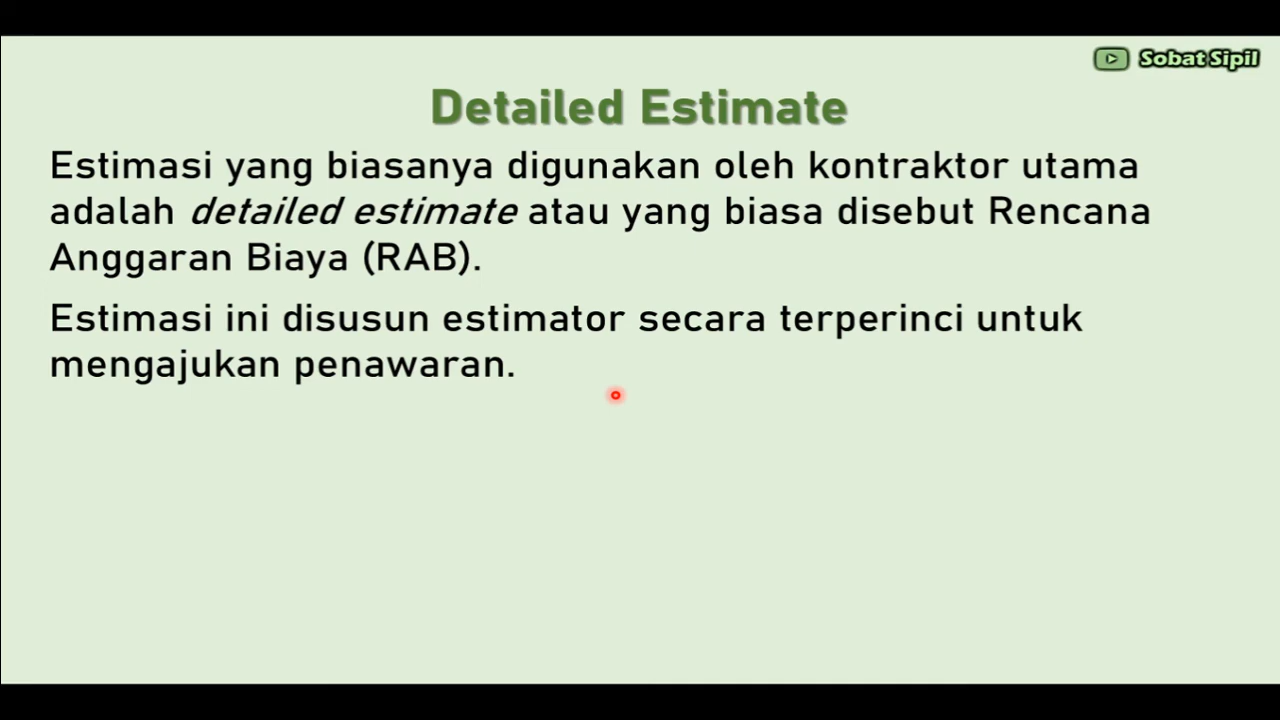 Sobat Sipil
Detailed Estimate
Estimasi yang biasanya digunakan oleh kontraktor utama
adalah detailed estimate atau yang biasa disebut Rencana
Anggaran Biaya (RAB).
Estimasi ini disusun estimator secara terperinci untuk
mengajukan penawaran.